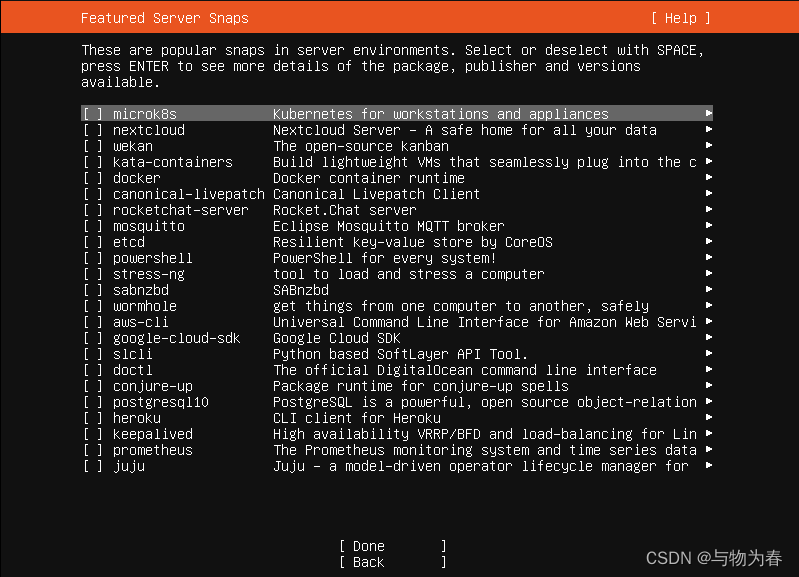 Featured Server Snaps [ Help ]
These are popular snaps in server environments. Select or deselect with SPACE,
press ENTER to see more details of the package, publisher and versions
available.
[ ] microk8s Kubernetes for workstations and appliances ▸
[ ] nextcloud Nextcloud Server - A safe home for all your data ▸
[ ] wekan The open-source kanban ▸
[ ] kata-containers Build lightweight VMs that seamlessly plug into the c ▸
[ ] docker Docker container runtime ▸
[ ] canonical-livepatch Canonical Livepatch Client ▸
[ ] rocketchat-server Rocket.Chat server ▸
[ ] mosquitto Eclipse Mosquitto MQTT broker ▸
[ ] etcd Resilient key-value store by CoreOS ▸
[ ] powershell PowerShell for every system! ▸
[ ] stress-ng tool to load and stress a computer ▸
[ ] sabnzbd SABnzbd ▸
[ ] wormhole get things from one computer to another, safely ▸
[ ] aws-cli Universal Command Line Interface for Amazon Web Servi ▸
[ ] google-cloud-sdk Google Cloud SDK ▸
[ ] slcli Python based SoftLayer API Tool. ▸
[ ] doctl The official DigitalOcean command line interface ▸
[ ] conjure-up Package runtime for conjure-up spells ▸
[ ] postgresql10 PostgreSQL is a powerful, open source object-relation ▸
[ ] heroku CLI client for Heroku ▸
[ ] keepalived High availability VRRP/BFD and load-balancing for Lin ▸
[ ] prometheus The Prometheus monitoring system and time series data ▸
[ ] juju Juju - a model-driven operator lifecycle manager for ▸
[ Done ]
[ Back ]
CSDN @与物为春